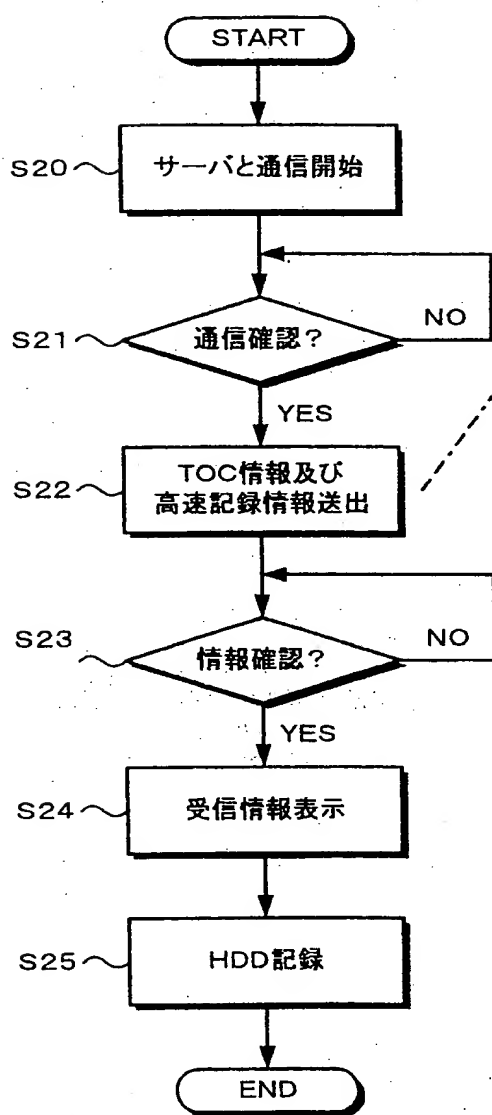 START
S20
サーバと通信開始
S21
通信確認?
NO
YES
S22
TOC情報及び
高速記録情報送出
S23
情報確認?
NO
YES
S24
受信情報表示
S25
HDD記録
END